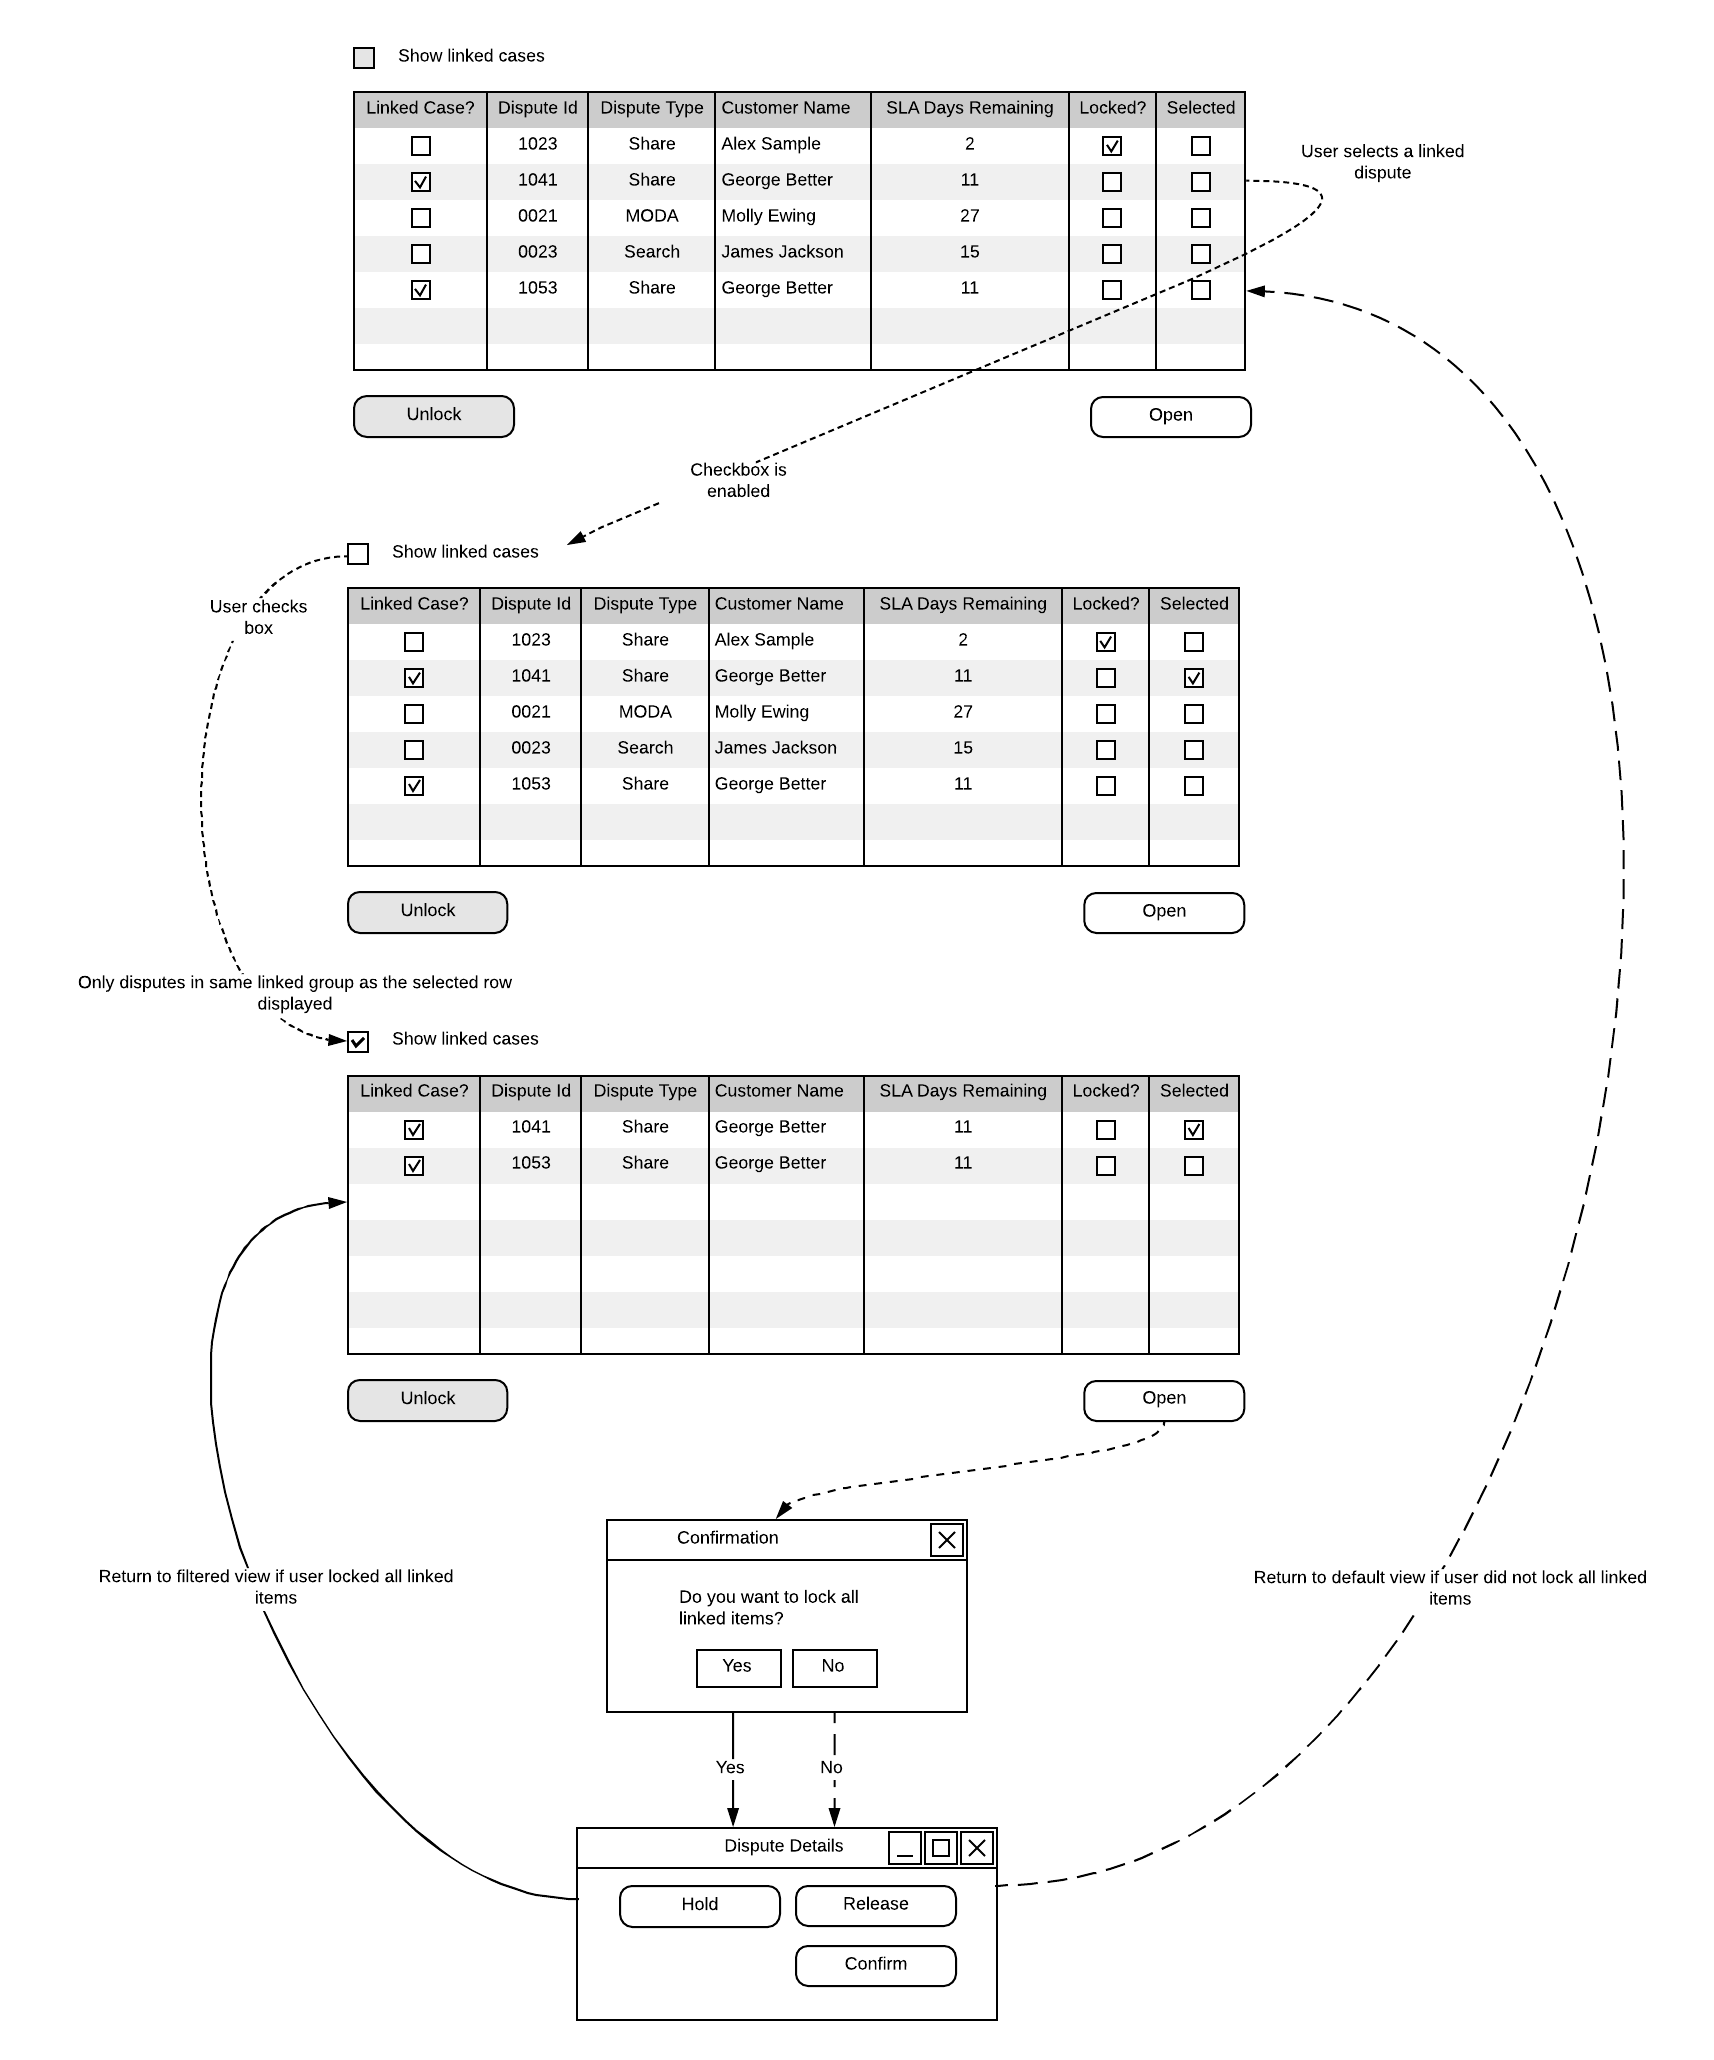 Show linked cases
Linked Case? Dispute Id Dispute Type Customer Name SLA Days Remaining Locked? Selected
1023 Share Alex Sample 2
1041 Share George Better 11
0021 MODA Molly Ewing 27
0023 Search James Jackson 15
1053 Share George Better 11
User selects a linked
dispute
Unlock Open
Checkbox is
enabled
Show linked cases
User checks
box
Linked Case? Dispute Id Dispute Type Customer Name SLA Days Remaining Locked? Selected
1023 Share Alex Sample 2
1041 Share George Better 11
0021 MODA Molly Ewing 27
0023 Search James Jackson 15
1053 Share George Better 11
Unlock Open
Only disputes in same linked group as the selected row
displayed
Show linked cases
Linked Case? Dispute Id Dispute Type Customer Name SLA Days Remaining Locked? Selected
1041 Share George Better 11
1053 Share George Better 11
Unlock Open
Confirmation
Do you want to lock all
linked items?
Yes No
Return to filtered view if user locked all linked
items
Return to default view if user did not lock all linked
items
Yes No
Dispute Details
Hold Release
Confirm